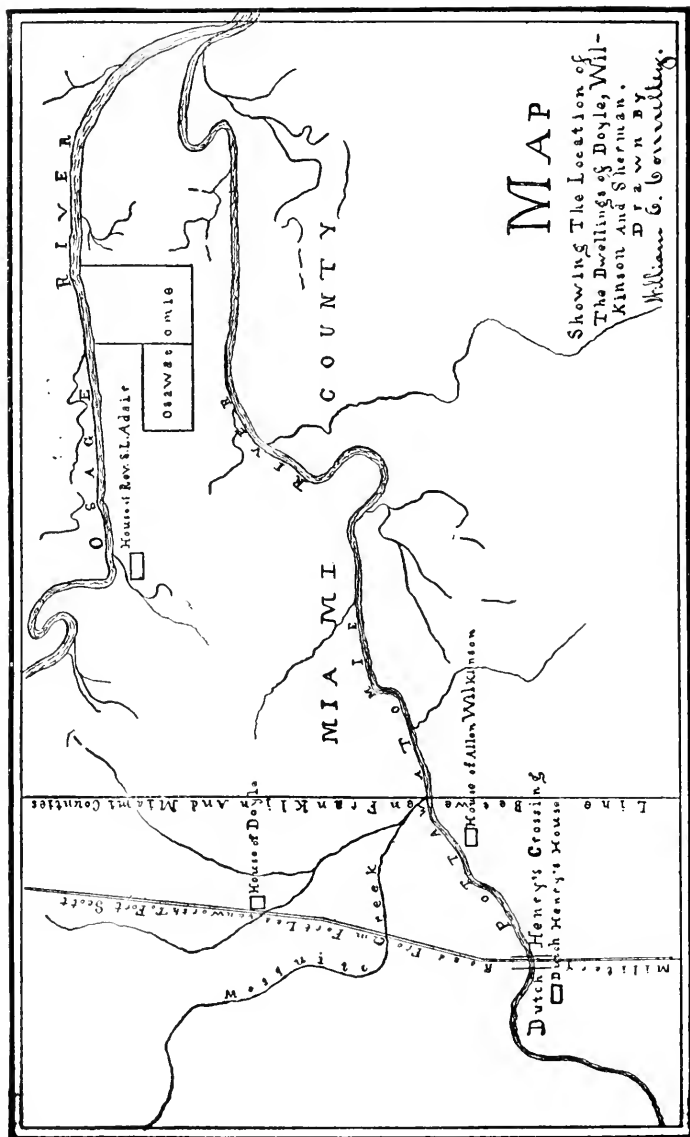 MAP
Showing The Location of
The Dwellings of Doyle, Wil-
kinson And Sherman.
Drawn By
William E. Connelley.
OSAGE RIVER
Osawatomie
House of Rev. S. L. Adair
MIAMI COUNTY
POTTAWATOMIE RIVER
Line Between Franklin And Miami Counties
House of Doyle
House of Allen Wilkinson
Military Road From Fort Leavenworth To Fort Scott
Mosquito Creek
Dutch Henry's Crossing
Dutch Henry's House